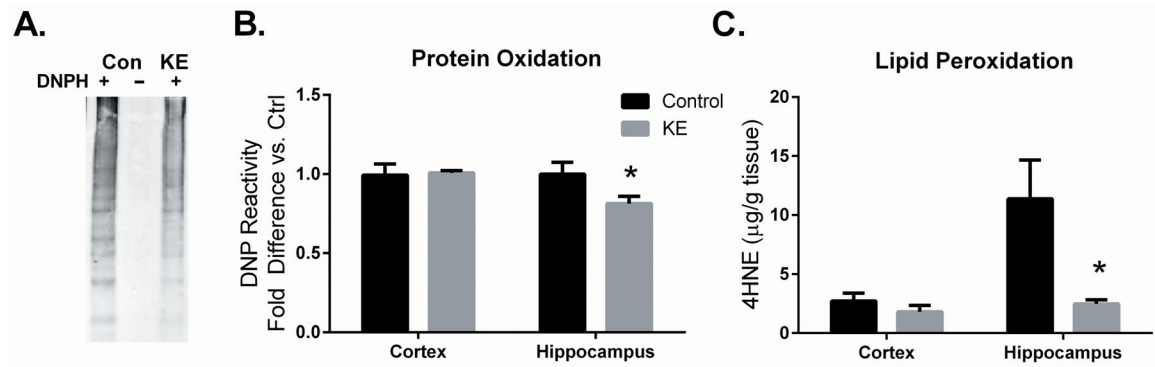 A.
Con KE
DNPH + – +
B.
Protein Oxidation
DNP Reactivity
Fold Difference vs. Ctrl
1.5
1.0
0.5
0.0
Control
KE
*
Cortex Hippocampus
C.
Lipid Peroxidation
4HNE (μg/g tissue)
20
15
10
5
0
*
Cortex Hippocampus